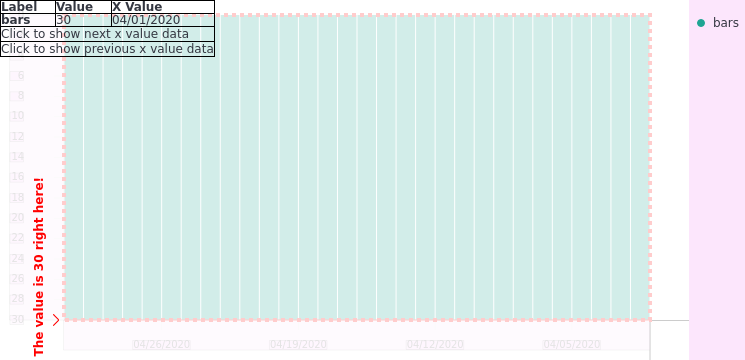 Label Value X Value
bars 30 04/01/2020
Click to show next x value data
Click to show previous x value data
bars
6
8
10
12
14
16
18
20
22
24
26
28
30
The value is 30 right here!
04/26/2020 04/19/2020 04/12/2020 04/05/2020